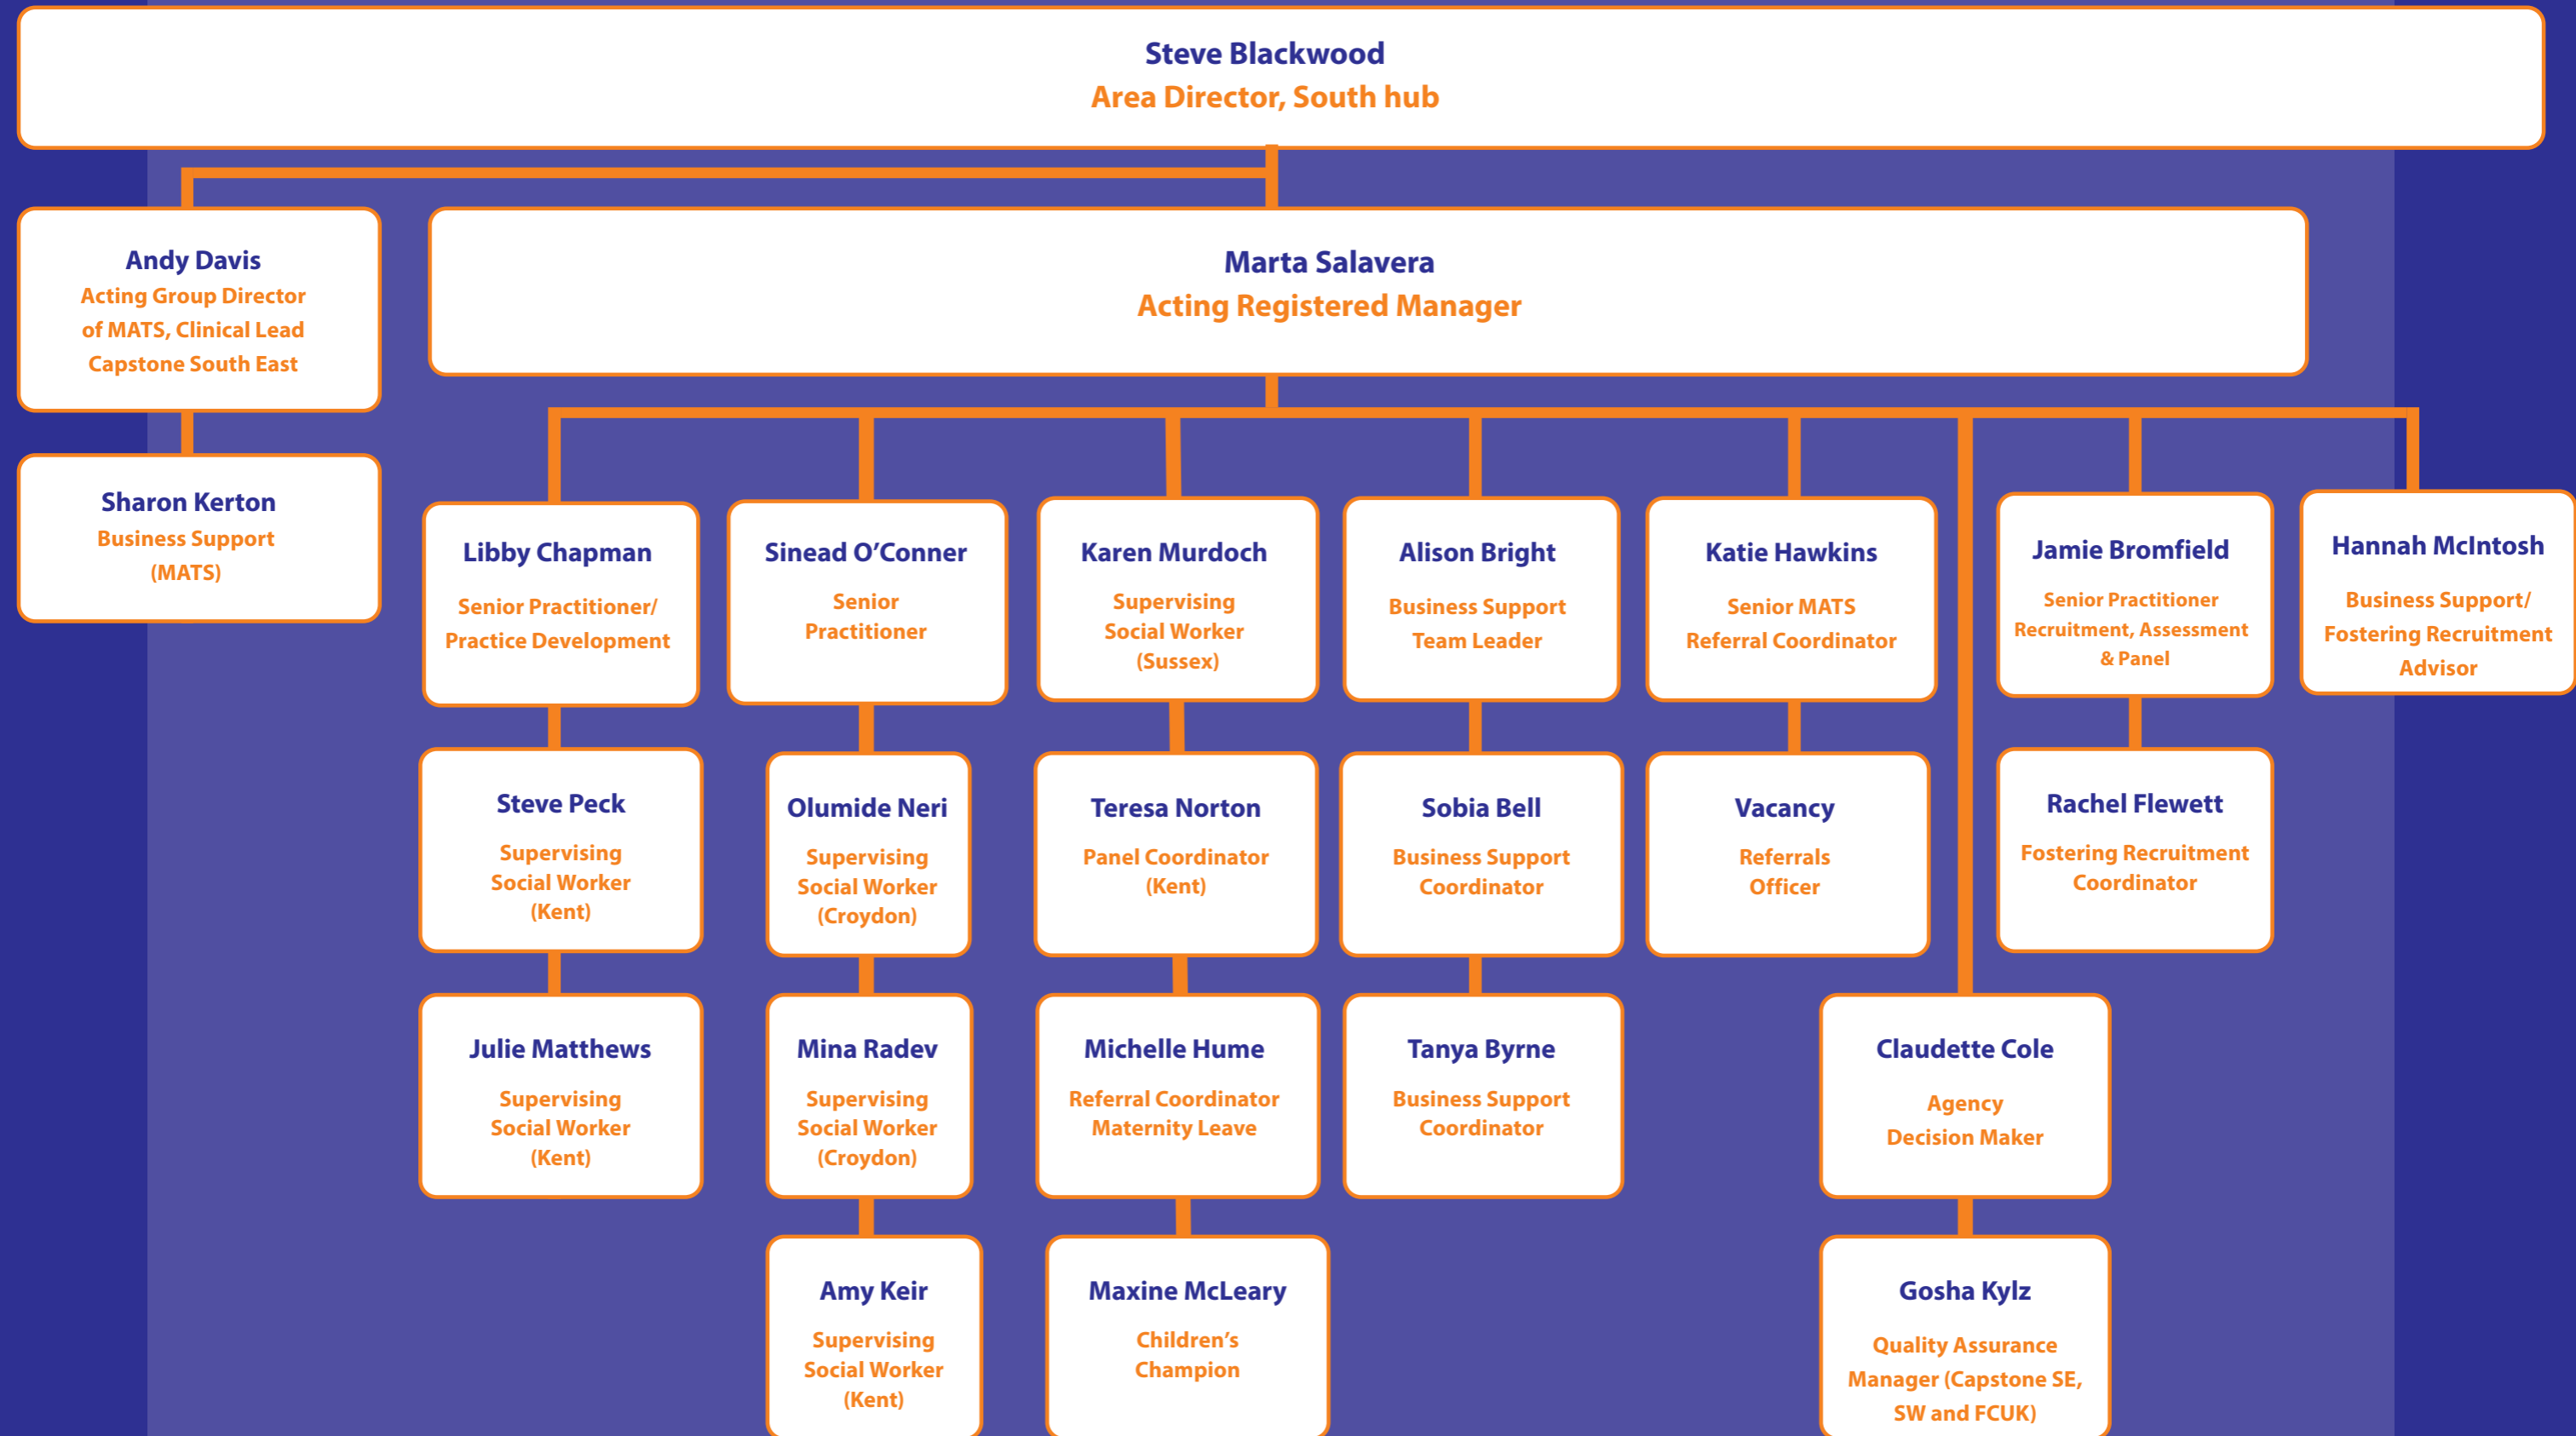 Steve Blackwood
Area Director, South hub
Andy Davis
Acting Group Director
of MATS, Clinical Lead
Capstone South East
Marta Salavera
Acting Registered Manager
Sharon Kerton
Business Support
(MATS)
Libby Chapman
Senior Practitioner/
Practice Development
Sinead O’Conner
Senior
Practitioner
Karen Murdoch
Supervising
Social Worker
(Sussex)
Alison Bright
Business Support
Team Leader
Katie Hawkins
Senior MATS
Referral Coordinator
Jamie Bromfield
Senior Practitioner
Recruitment, Assessment
& Panel
Hannah McIntosh
Business Support/
Fostering Recruitment
Advisor
Steve Peck
Supervising
Social Worker
(Kent)
Olumide Neri
Supervising
Social Worker
(Croydon)
Teresa Norton
Panel Coordinator
(Kent)
Sobia Bell
Business Support
Coordinator
Vacancy
Referrals
Officer
Rachel Flewett
Fostering Recruitment
Coordinator
Julie Matthews
Supervising
Social Worker
(Kent)
Mina Radev
Supervising
Social Worker
(Croydon)
Michelle Hume
Referral Coordinator
Maternity Leave
Tanya Byrne
Business Support
Coordinator
Claudette Cole
Agency
Decision Maker
Amy Keir
Supervising
Social Worker
(Kent)
Maxine McLeary
Children’s
Champion
Gosha Kylz
Quality Assurance
Manager (Capstone SE,
SW and FCUK)